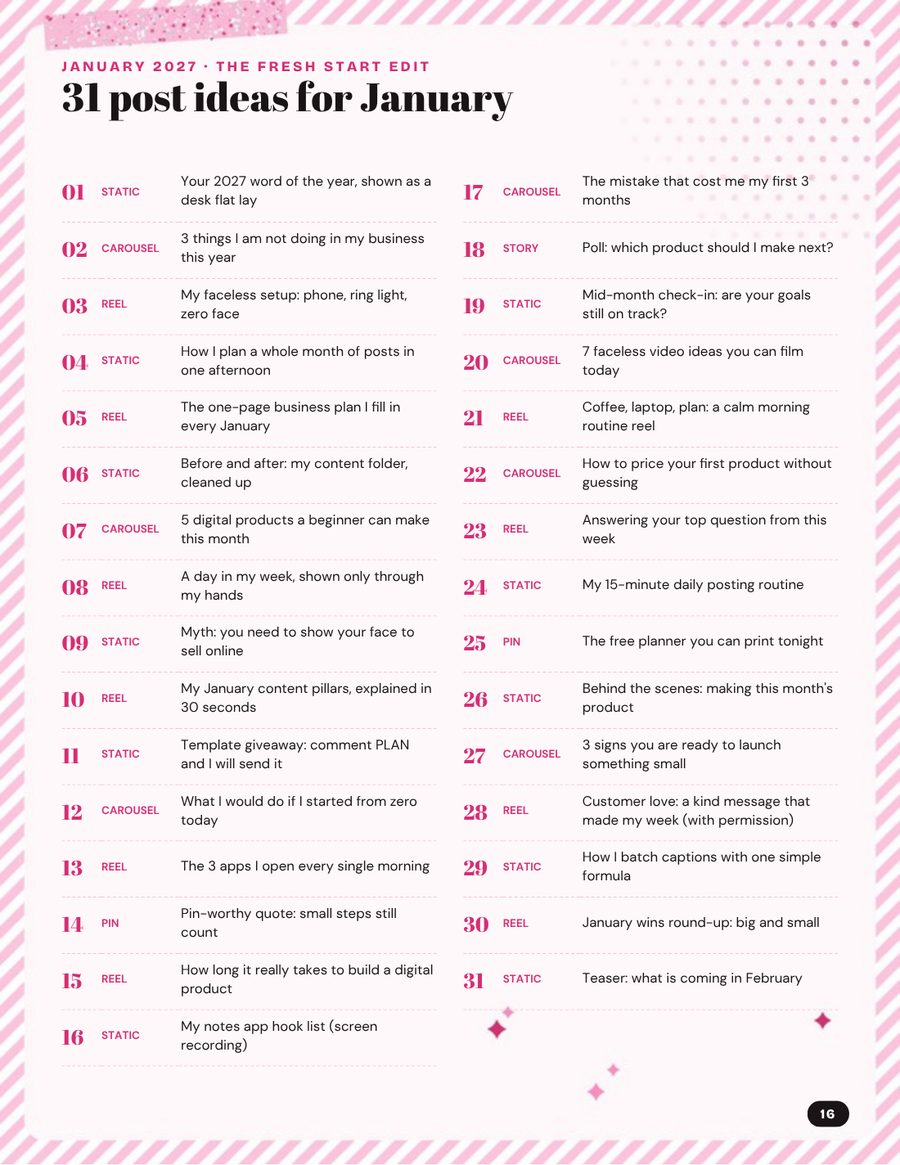 JANUARY 2027 · THE FRESH START EDIT
31 post ideas for January
01 STATIC Your 2027 word of the year, shown as a
desk flat lay
02 CAROUSEL 3 things I am not doing in my business
this year
03 REEL My faceless setup: phone, ring light,
zero face
04 STATIC How I plan a whole month of posts in
one afternoon
05 REEL The one-page business plan I fill in
every January
06 STATIC Before and after: my content folder,
cleaned up
07 CAROUSEL 5 digital products a beginner can make
this month
08 REEL A day in my week, shown only through
my hands
09 STATIC Myth: you need to show your face to
sell online
10 REEL My January content pillars, explained in
30 seconds
11 STATIC Template giveaway: comment PLAN
and I will send it
12 CAROUSEL What I would do if I started from zero
today
13 REEL The 3 apps I open every single morning
14 PIN Pin-worthy quote: small steps still
count
15 REEL How long it really takes to build a digital
product
16 STATIC My notes app hook list (screen
recording)
17 CAROUSEL The mistake that cost me my first 3
months
18 STORY Poll: which product should I make next?
19 STATIC Mid-month check-in: are your goals
still on track?
20 CAROUSEL 7 faceless video ideas you can film
today
21 REEL Coffee, laptop, plan: a calm morning
routine reel
22 CAROUSEL How to price your first product without
guessing
23 REEL Answering your top question from this
week
24 STATIC My 15-minute daily posting routine
25 PIN The free planner you can print tonight
26 STATIC Behind the scenes: making this month's
product
27 CAROUSEL 3 signs you are ready to launch
something small
28 REEL Customer love: a kind message that
made my week (with permission)
29 STATIC How I batch captions with one simple
formula
30 REEL January wins round-up: big and small
31 STATIC Teaser: what is coming in February
16